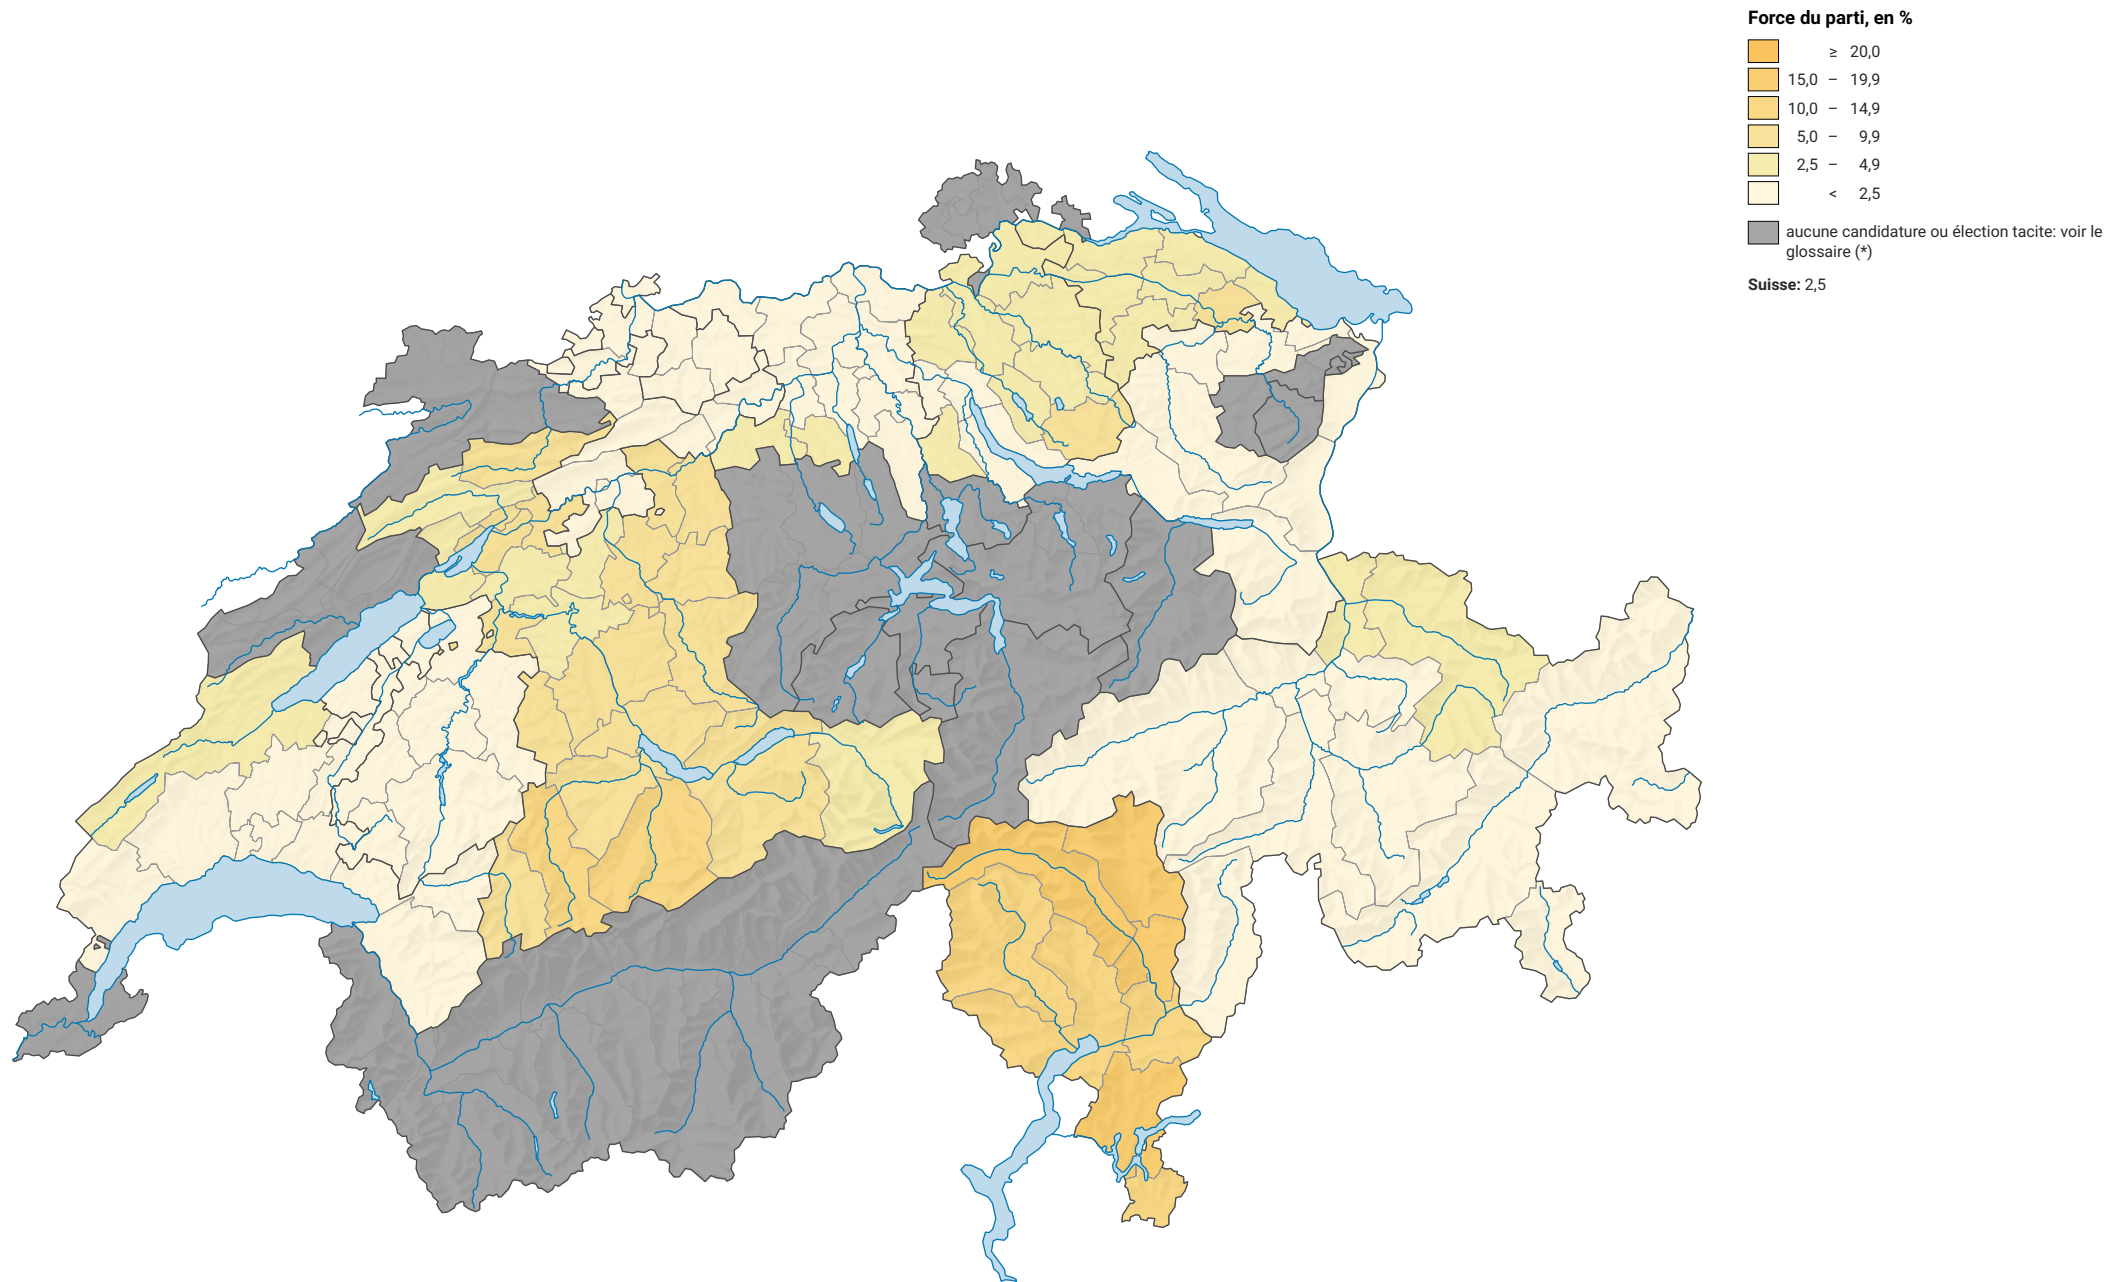 Force du parti, en %
≥ 20,0
15,0 – 19,9
10,0 – 14,9
5,0 – 9,9
2,5 – 4,9
< 2,5
aucune candidature ou élection tacite: voir le
glossaire (*)
Suisse: 2,5